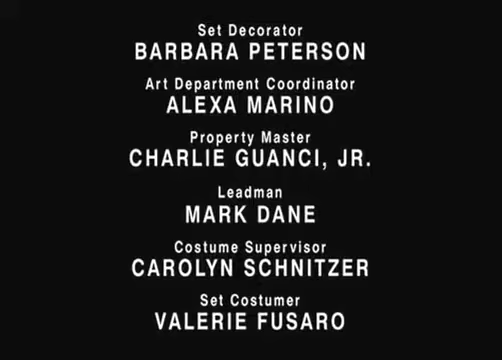 Set Decorator
BARBARA PETERSON
Art Department Coordinator
ALEXA MARINO
Property Master
CHARLIE GUANCI, JR.
Leadman
MARK DANE
Costume Supervisor
CAROLYN SCHNITZER
Set Costumer
VALERIE FUSARO